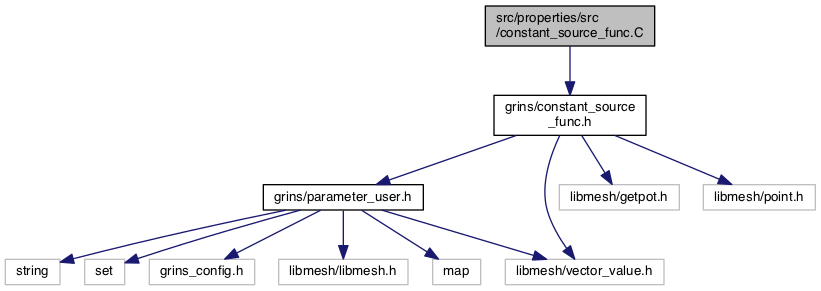 src/properties/src
/constant_source_func.C
grins/constant_source
_func.h
grins/parameter_user.h
libmesh/getpot.h
libmesh/point.h
string
set
grins_config.h
libmesh/libmesh.h
map
libmesh/vector_value.h